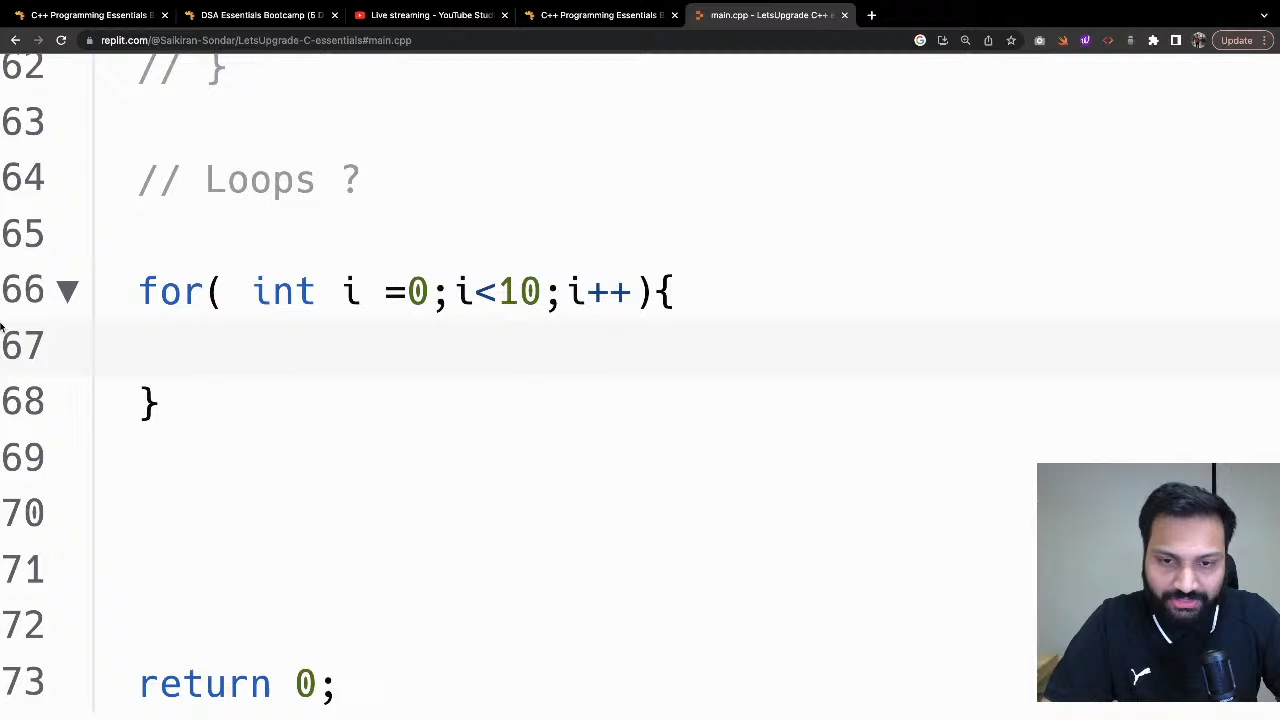 C++ Programming Essentials B
DSA Essentials Bootcamp (5 D
Live streaming - YouTube Stud
C++ Programming Essentials B
main.cpp - LetsUpgrade C++ e
replit.com/@Saikiran-Sondar/LetsUpgrade-C-essentials#main.cpp
Update
62 // }
63
64 // Loops ?
65
66 for( int i =0;i<10;i++){
67
68 }
69
70
71
72
73 return 0;